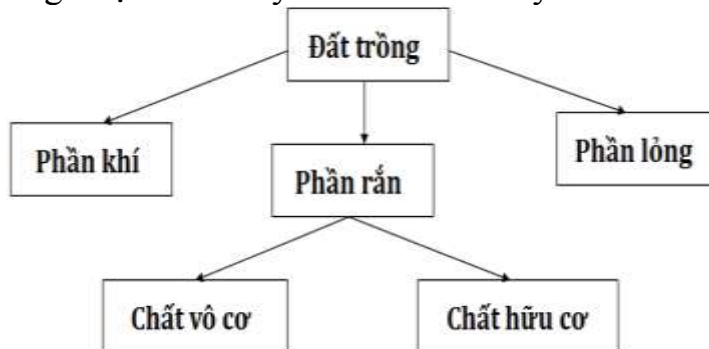 Đất trồng
Phần khí
Phần rắn
Phần lỏng
Chất vô cơ
Chất hữu cơ